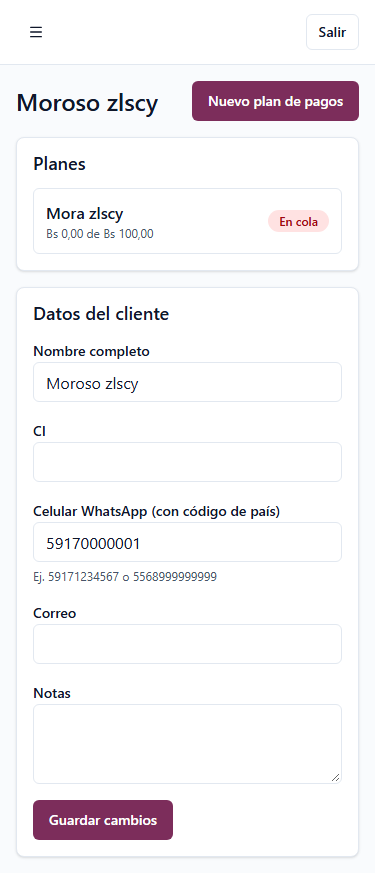 Salir
Moroso zlscy
Nuevo plan de pagos
Planes
Mora zlscy
Bs 0,00 de Bs 100,00
En cola
Datos del cliente
Nombre completo
Moroso zlscy
CI
Celular WhatsApp (con código de país)
59170000001
Ej. 59171234567 o 5568999999999
Correo
Notas
Guardar cambios